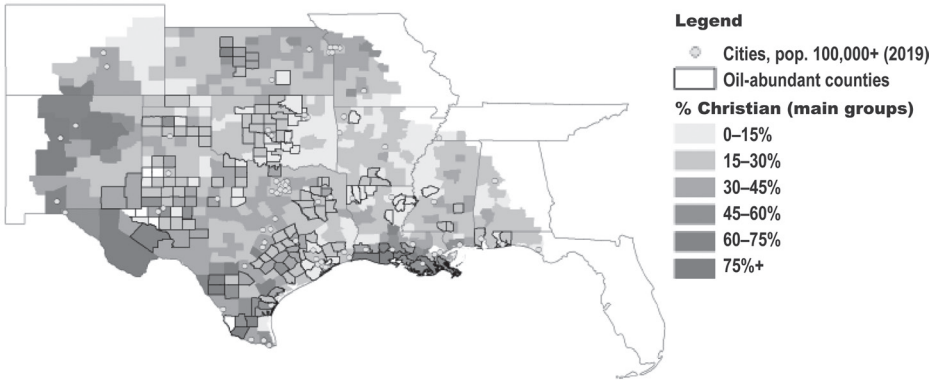 Legend
Cities, pop. 100,000+ (2019)
Oil-abundant counties
% Christian (main groups)
0–15%
15–30%
30–45%
45–60%
60–75%
75%+